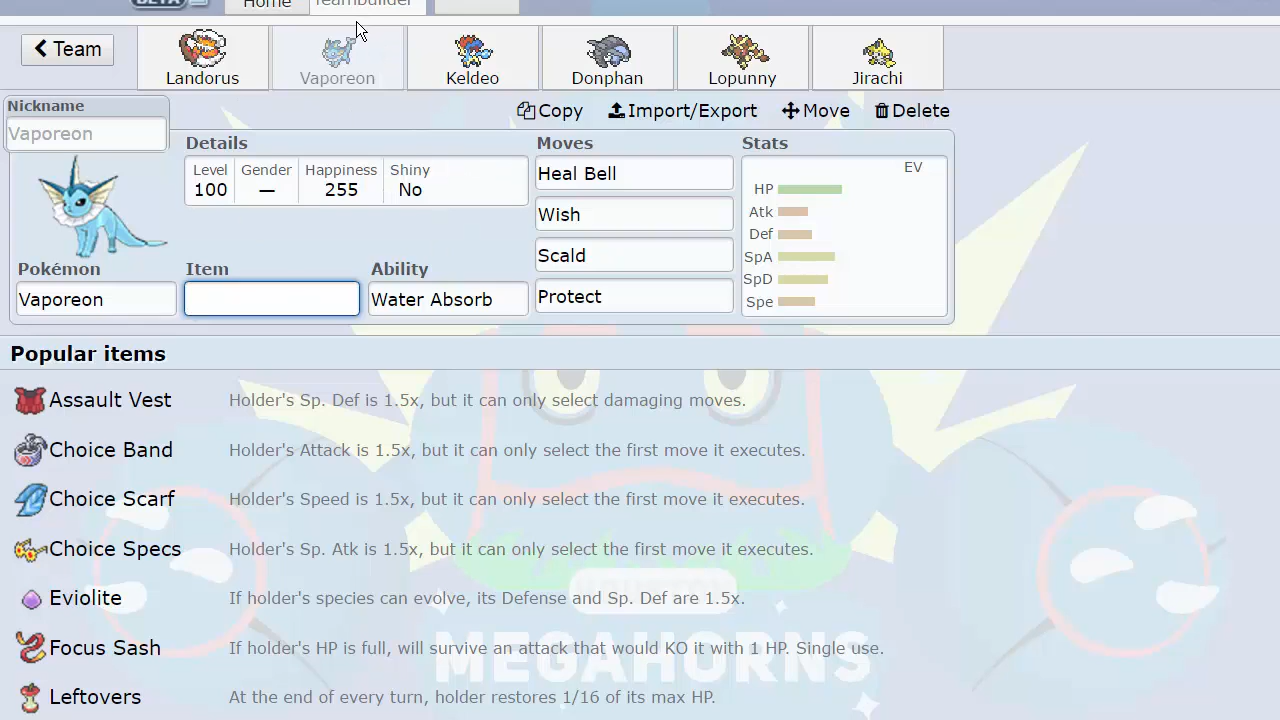 BETA
Home
Teambuilder
Team
Landorus
Vaporeon
Keldeo
Donphan
Lopunny
Jirachi
Nickname
Vaporeon
Copy
Import/Export
Move
Delete
Details
Level
100
Gender
—
Happiness
255
Shiny
No
Moves
Heal Bell
Wish
Scald
Protect
Stats
EV
HP
Atk
Def
SpA
SpD
Spe
Pokémon
Vaporeon
Item
Ability
Water Absorb
Popular items
Assault Vest Holder's Sp. Def is 1.5x, but it can only select damaging moves.
Choice Band Holder's Attack is 1.5x, but it can only select the first move it executes.
Choice Scarf Holder's Speed is 1.5x, but it can only select the first move it executes.
Choice Specs Holder's Sp. Atk is 1.5x, but it can only select the first move it executes.
Eviolite If holder's species can evolve, its Defense and Sp. Def are 1.5x.
Focus Sash If holder's HP is full, will survive an attack that would KO it with 1 HP. Single use.
Leftovers At the end of every turn, holder restores 1/16 of its max HP.
HOUSTON
MEGAHORNS